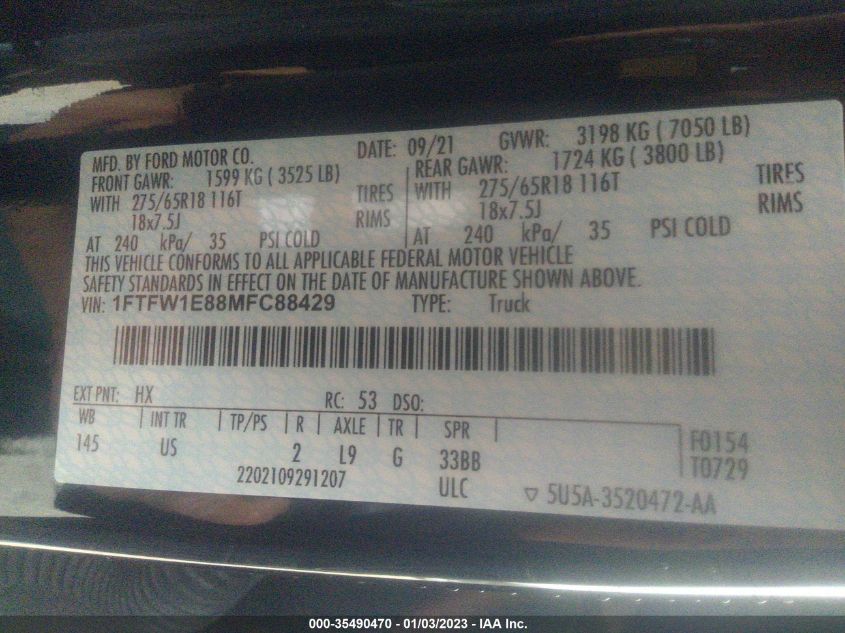 MFD. BY FORD MOTOR CO. DATE: 09/21 GVWR: 3198 KG ( 7050 LB)
FRONT GAWR: 1599 KG ( 3525 LB) REAR GAWR: 1724 KG ( 3800 LB)
WITH 275/65R18 116T TIRES WITH 275/65R18 116T TIRES
18x7.5J RIMS 18x7.5J RIMS
AT 240 kPa/ 35 PSI COLD AT 240 kPa/ 35 PSI COLD
THIS VEHICLE CONFORMS TO ALL APPLICABLE FEDERAL MOTOR VEHICLE
SAFETY STANDARDS IN EFFECT ON THE DATE OF MANUFACTURE SHOWN ABOVE.
VIN: 1FTFW1E88MFC88429 TYPE: Truck
EXT PNT: HX RC: 53 DSO:
WB INT TR TP/PS R AXLE TR SPR
145 US 2 L9 G 33BB
F0154
T0729
2202109291207 ULC ▽ 5U5A-3520472-AA
000-35490470 - 01/03/2023 - IAA Inc.